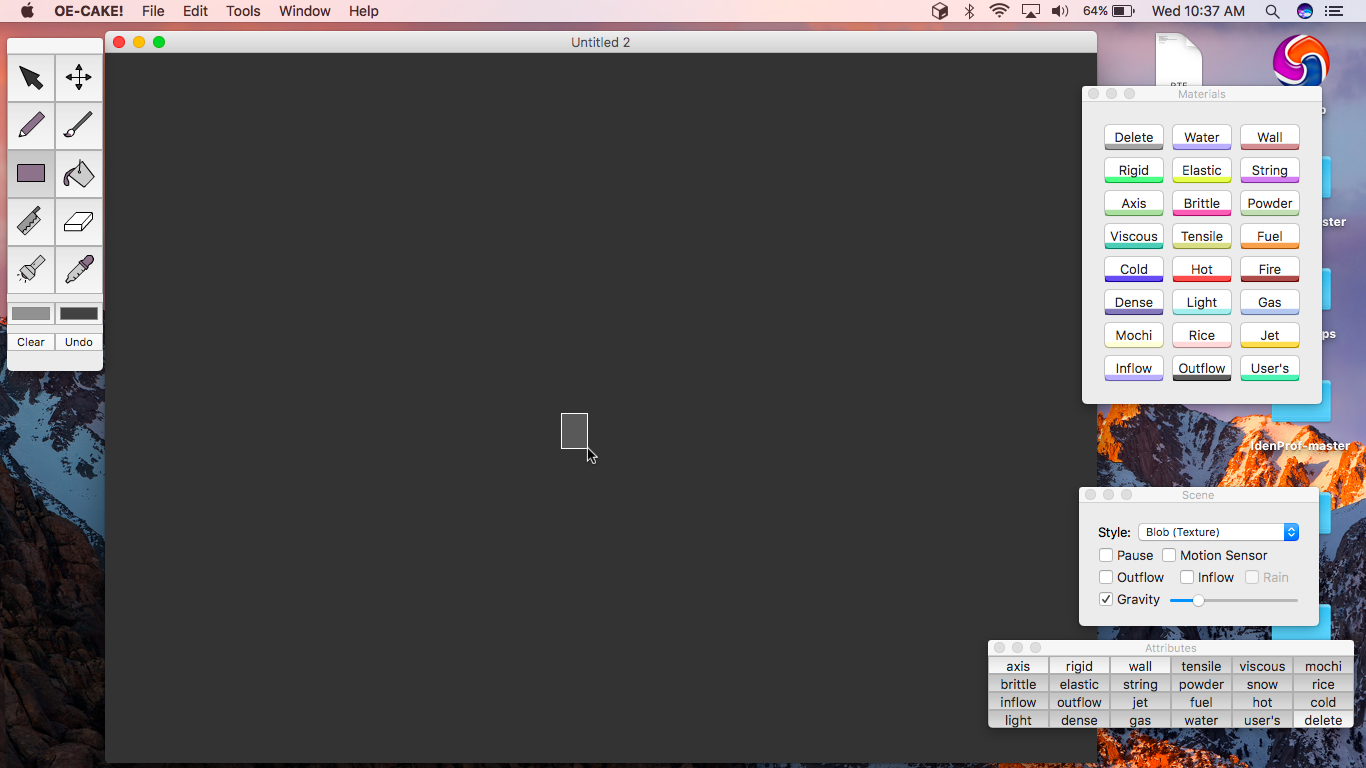 OE-CAKE! File Edit Tools Window Help 64% Wed 10:37 AM
Untitled 2
Clear Undo
Materials
Delete Water Wall
Rigid Elastic String
Axis Brittle Powder
Viscous Tensile Fuel
Cold Hot Fire
Dense Light Gas
Mochi Rice Jet
Inflow Outflow User's
IdenProf-master
Scene
Style: Blob (Texture)
Pause Motion Sensor
Outflow Inflow Rain
Gravity
Attributes
axis rigid wall tensile viscous mochi
brittle elastic string powder snow rice
inflow outflow jet fuel hot cold
light dense gas water user's delete